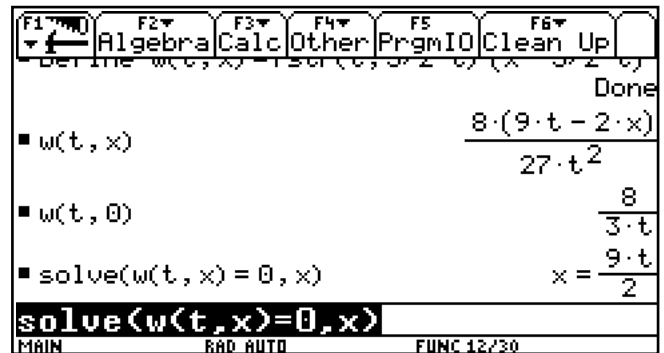 F1 F2 F3 F4 F5 F6
Algebra Calc Other PrgmIO Clean Up
Done
w(t,x) 8·(9·t-2·x)/27·t²
w(t,0) 8/3·t
solve(w(t,x)=0,x) x=9·t/2
solve(w(t,x)=0,x)
MAIN RAD AUTO FUNC 12/30